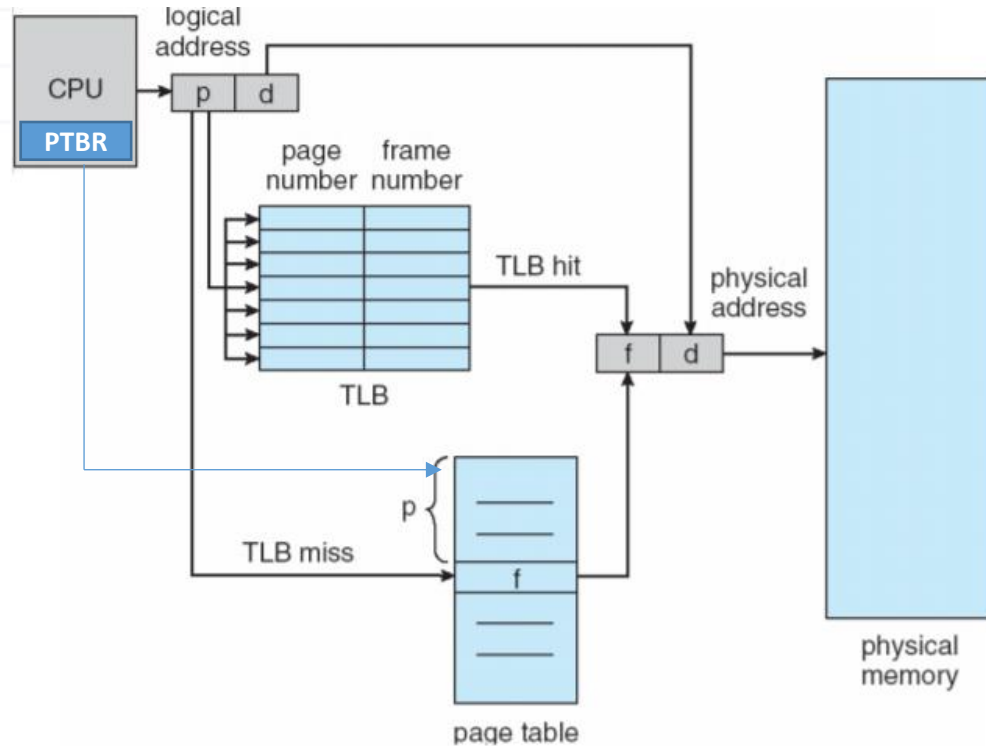 logical
address
CPU
p
d
PTBR
page
number
frame
number
TLB hit
physical
address
f
d
TLB
p
TLB miss
f
physical
memory
page table